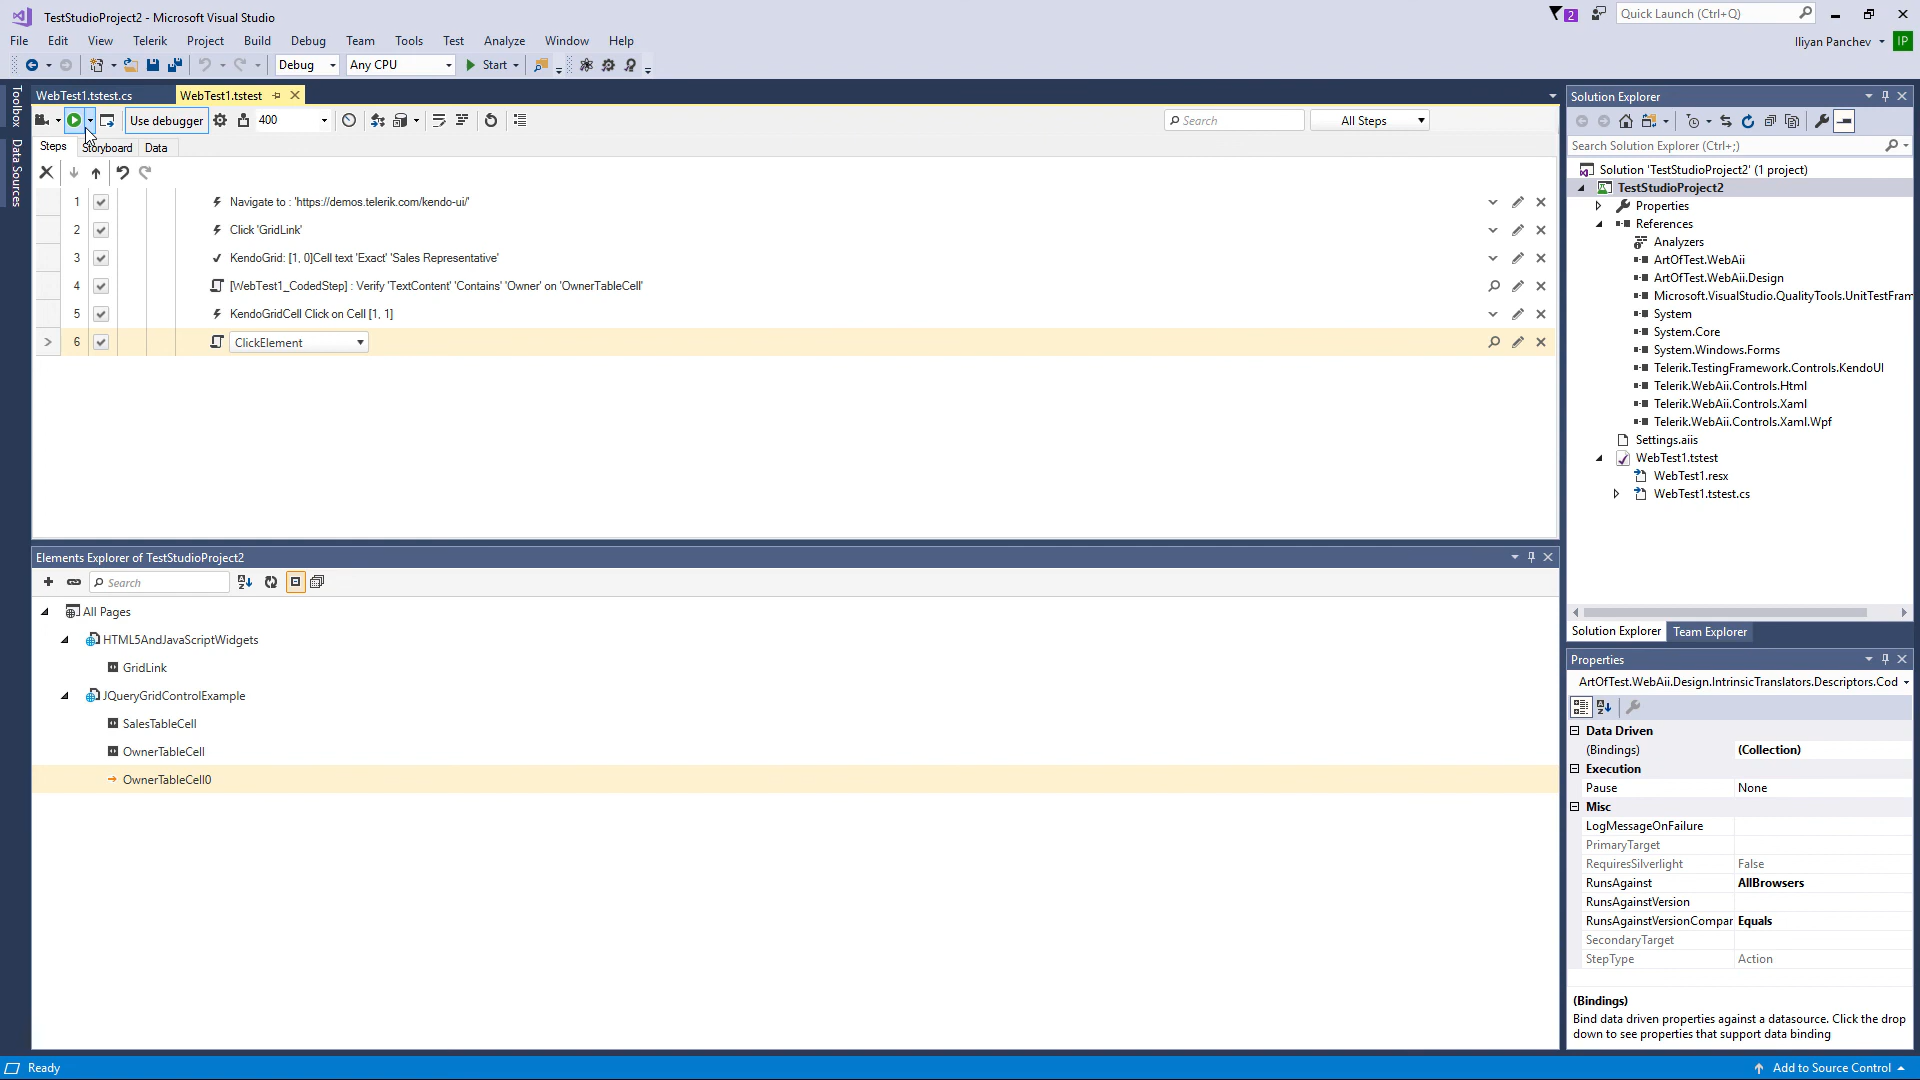 TestStudioProject2 - Microsoft Visual Studio
2
Quick Launch (Ctrl+Q)
File Edit View Telerik Project Build Debug Team Tools Test Analyze Window Help
Iliyan Panchev IP
Debug Any CPU Start
Toolbox
Data Sources
WebTest1.tstest.cs
WebTest1.tstest
Use debugger
400
Search
All Steps
Steps Storyboard Data
1 Navigate to : 'https://demos.telerik.com/kendo-ui/'
2 Click 'GridLink'
3 KendoGrid: [1, 0]Cell text 'Exact' 'Sales Representative'
4 [WebTest1_CodedStep] : Verify 'TextContent' 'Contains' 'Owner' on 'OwnerTableCell'
5 KendoGridCell Click on Cell [1, 1]
6 ClickElement
Elements Explorer of TestStudioProject2
Search
All Pages
HTML5AndJavaScriptWidgets
GridLink
JQueryGridControlExample
SalesTableCell
OwnerTableCell
OwnerTableCell0
Solution Explorer
Search Solution Explorer (Ctrl+;)
Solution 'TestStudioProject2' (1 project)
TestStudioProject2
Properties
References
Analyzers
ArtOfTest.WebAii
ArtOfTest.WebAii.Design
Microsoft.VisualStudio.QualityTools.UnitTestFram
System
System.Core
System.Windows.Forms
Telerik.TestingFramework.Controls.KendoUI
Telerik.WebAii.Controls.Html
Telerik.WebAii.Controls.Xaml
Telerik.WebAii.Controls.Xaml.Wpf
Settings.aiis
WebTest1.tstest
WebTest1.resx
WebTest1.tstest.cs
Solution Explorer Team Explorer
Properties
ArtOfTest.WebAii.Design.IntrinsicTranslators.Descriptors.Cod
Data Driven
(Bindings) (Collection)
Execution
Pause None
Misc
LogMessageOnFailure
PrimaryTarget
RequiresSilverlight False
RunsAgainst AllBrowsers
RunsAgainstVersion
RunsAgainstVersionCompar Equals
SecondaryTarget
StepType Action
(Bindings)
Bind data driven properties against a datasource. Click the drop
down to see properties that support data binding
Ready
Add to Source Control